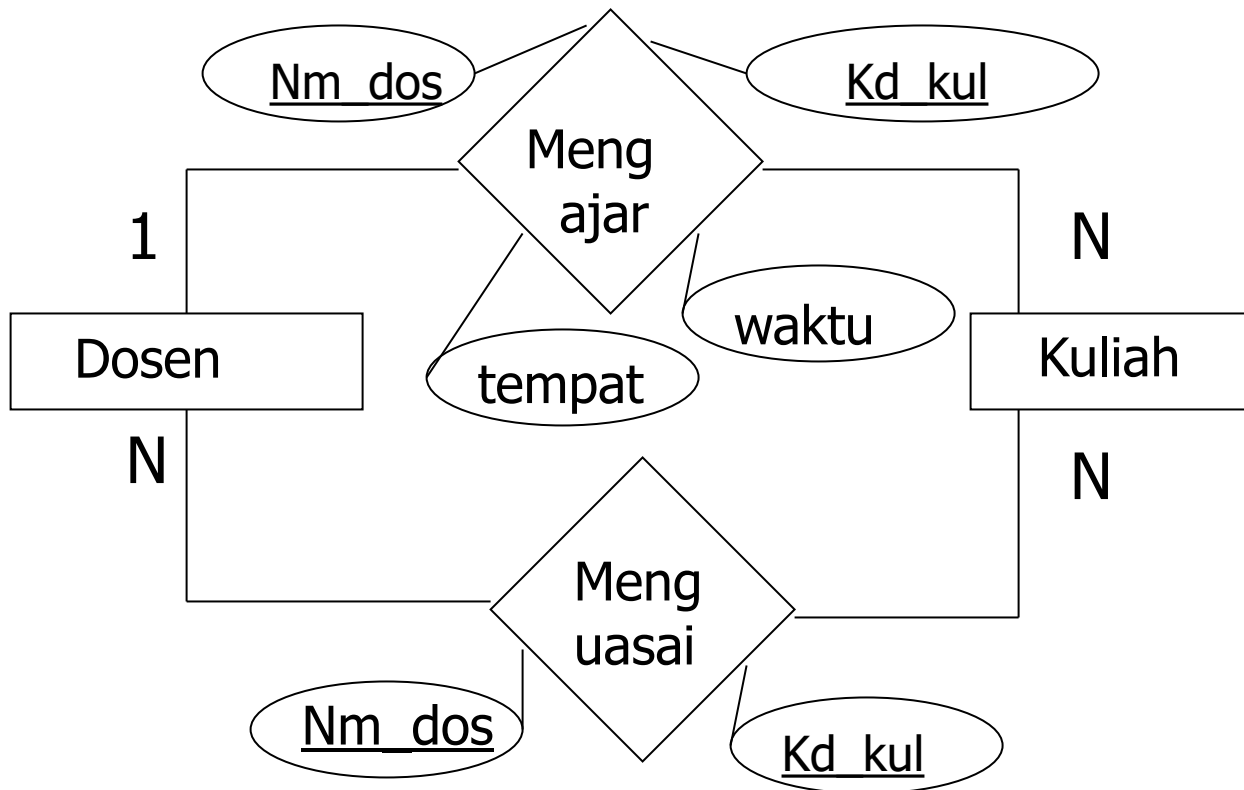 Nm_dos
Kd_kul
Meng
ajar
1
N
waktu
Dosen
tempat
Kuliah
N
N
Meng
uasai
Nm_dos
Kd_kul